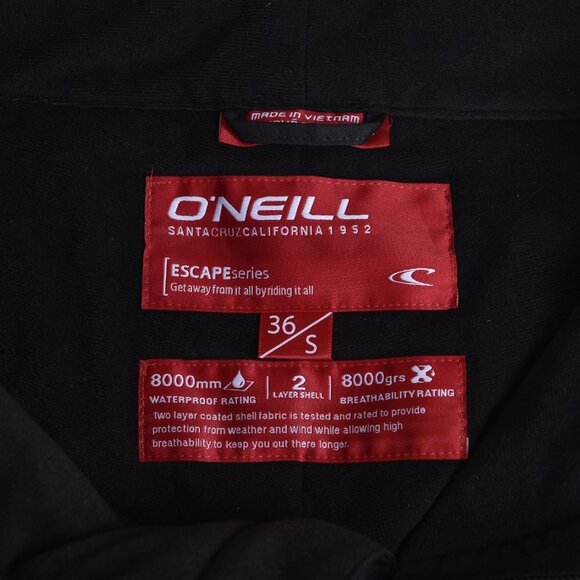 MADE IN VIETNAM
O'NEILL
SANTACRUZCALIFORNIA 1952
ESCAPEseries
Get away from it all by riding it all
36/S
8000mm 2 8000grs
WATERPROOF RATING LAYER SHELL BREATHABILITY RATING
Two layer coated shell fabric is tested and rated to provide
protection from weather and wind while allowing high
breathability to keep you out there longer.